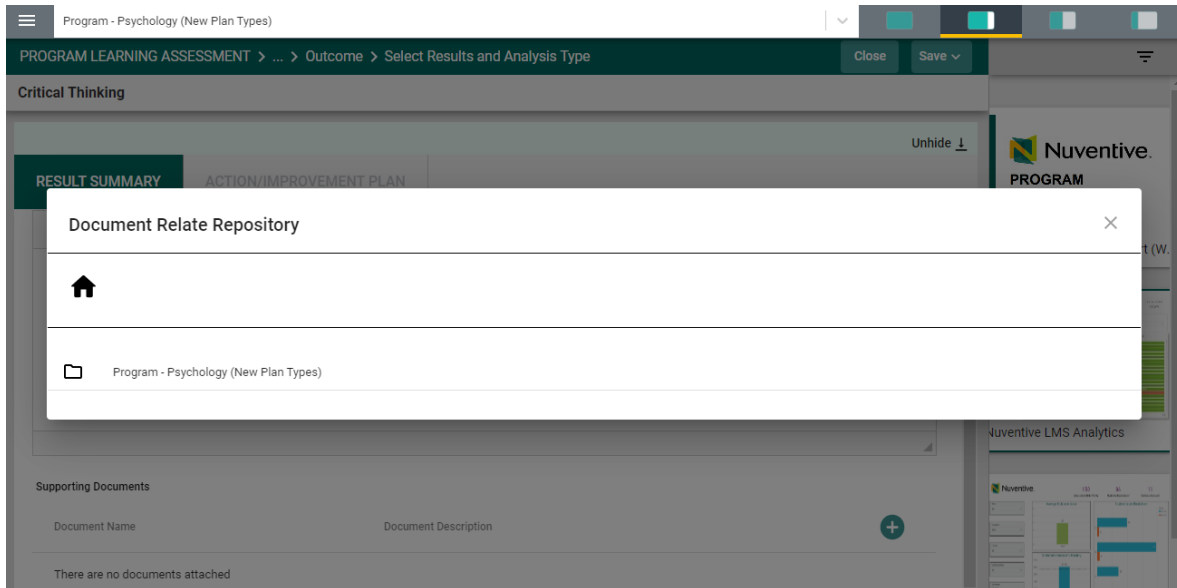 Program - Psychology (New Plan Types)
PROGRAM LEARNING ASSESSMENT > ... > Outcome > Select Results and Analysis Type
Close
Save
Critical Thinking
Unhide
RESULT SUMMARY
ACTION/IMPROVEMENT PLAN
Nuventive.
PROGRAM
t (W.
Document Relate Repository
Program - Psychology (New Plan Types)
Nuventive LMS Analytics
Supporting Documents
Document Name
Document Description
There are no documents attached
Nuventive